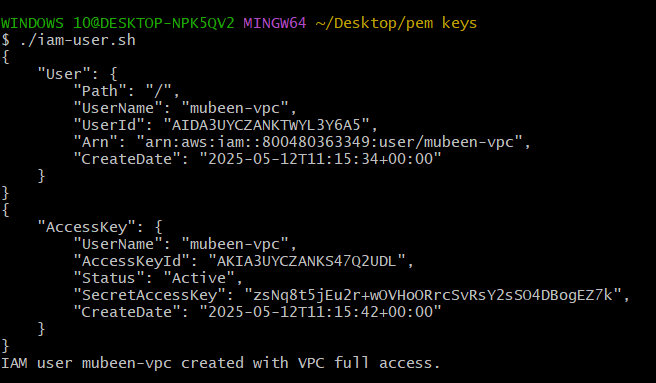 WINDOWS 10@DESKTOP-NPK5QV2 MINGW64 ~/Desktop/pem keys
$ ./iam-user.sh
{
    "User": {
        "Path": "/",
        "UserName": "mubeen-vpc",
        "UserId": "AIDA3UYCZANKTWYL3Y6A5",
        "Arn": "arn:aws:iam::800480363349:user/mubeen-vpc",
        "CreateDate": "2025-05-12T11:15:34+00:00"
    }
}
{
    "AccessKey": {
        "UserName": "mubeen-vpc",
        "AccessKeyId": "AKIA3UYCZANKS47Q2UDL",
        "Status": "Active",
        "SecretAccessKey": "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",
        "CreateDate": "2025-05-12T11:15:42+00:00"
    }
}
IAM user mubeen-vpc created with VPC full access.